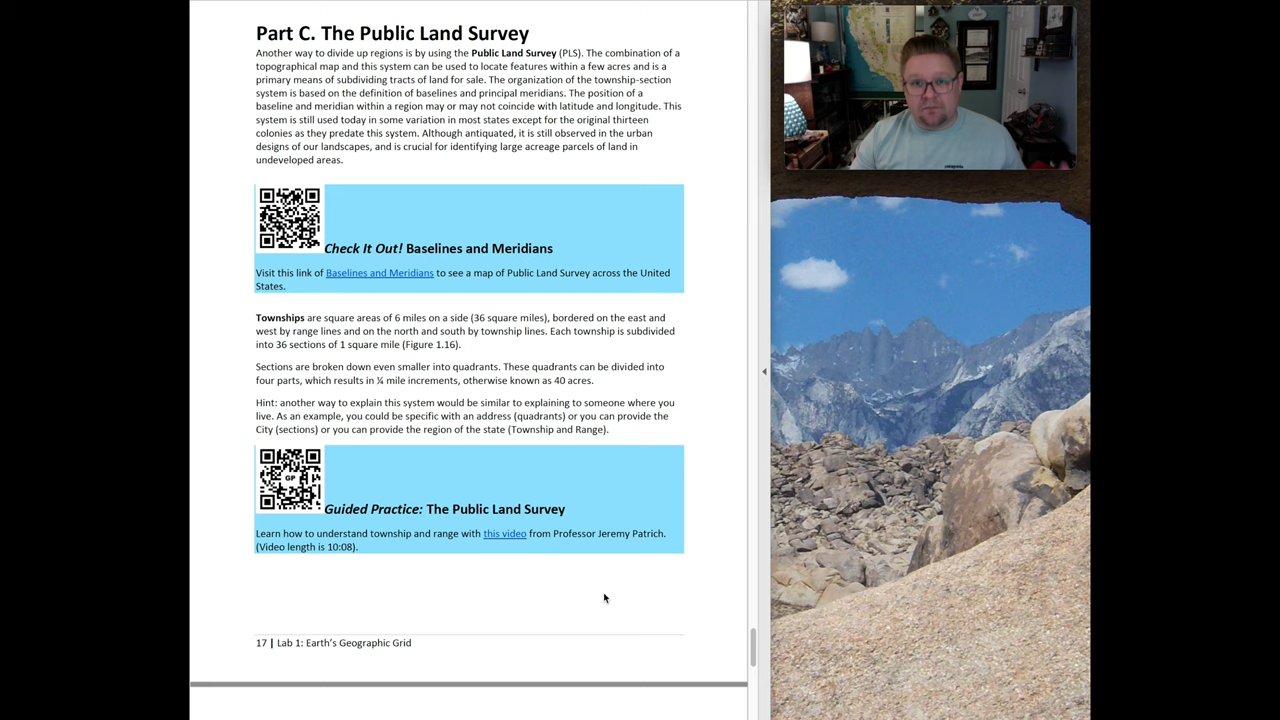 Part C. The Public Land Survey
Another way to divide up regions is by using the Public Land Survey (PLS). The combination of a
topographical map and this system can be used to locate features within a few acres and is a
primary means of subdividing tracts of land for sale. The organization of the township-section
system is based on the definition of baselines and principal meridians. The position of a
baseline and meridian within a region may or may not coincide with latitude and longitude. This
system is still used today in some variation in most states except for the original thirteen
colonies as they predate this system. Although antiquated, it is still observed in the urban
designs of our landscapes, and is crucial for identifying large acreage parcels of land in
undeveloped areas.
Check It Out! Baselines and Meridians
Visit this link of Baselines and Meridians to see a map of Public Land Survey across the United
States.
Townships are square areas of 6 miles on a side (36 square miles), bordered on the east and
west by range lines and on the north and south by township lines. Each township is subdivided
into 36 sections of 1 square mile (Figure 1.16).
Sections are broken down even smaller into quadrants. These quadrants can be divided into
four parts, which results in ¼ mile increments, otherwise known as 40 acres.
Hint: another way to explain this system would be similar to explaining to someone where you
live. As an example, you could be specific with an address (quadrants) or you can provide the
City (sections) or you can provide the region of the state (Township and Range).
GP
Guided Practice: The Public Land Survey
Learn how to understand township and range with this video from Professor Jeremy Patrich.
(Video length is 10:08).
17 | Lab 1: Earth's Geographic Grid